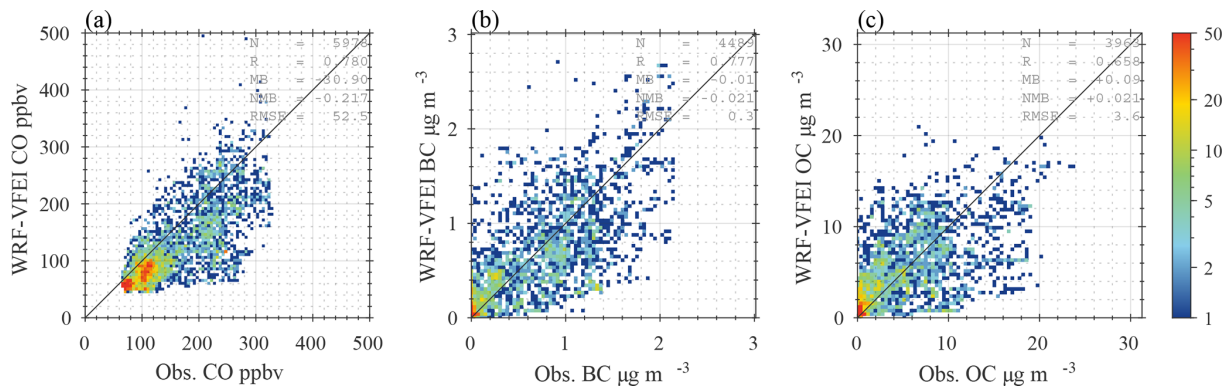 (a)
N = 5978
R = 0.780
MB = -30.90
NMB = -0.217
RMSE = 52.5
500
400
300
200
100
0
WRF-VFEI CO ppbv
0 100 200 300 400 500
Obs. CO ppbv
(b)
N = 4489
R = 0.777
MB = -0.01
NMB = -0.021
RMSE = 0.3
3
2
1
0
WRF-VFEI BC μg m -3
0 1 2 3
Obs. BC μg m -3
(c)
N = 3963
R = 0.658
MB = +0.09
NMB = +0.021
RMSE = 3.6
30
20
10
0
WRF-VFEI OC μg m -3
0 10 20 30
Obs. OC μg m -3
50
20
10
5
2
1